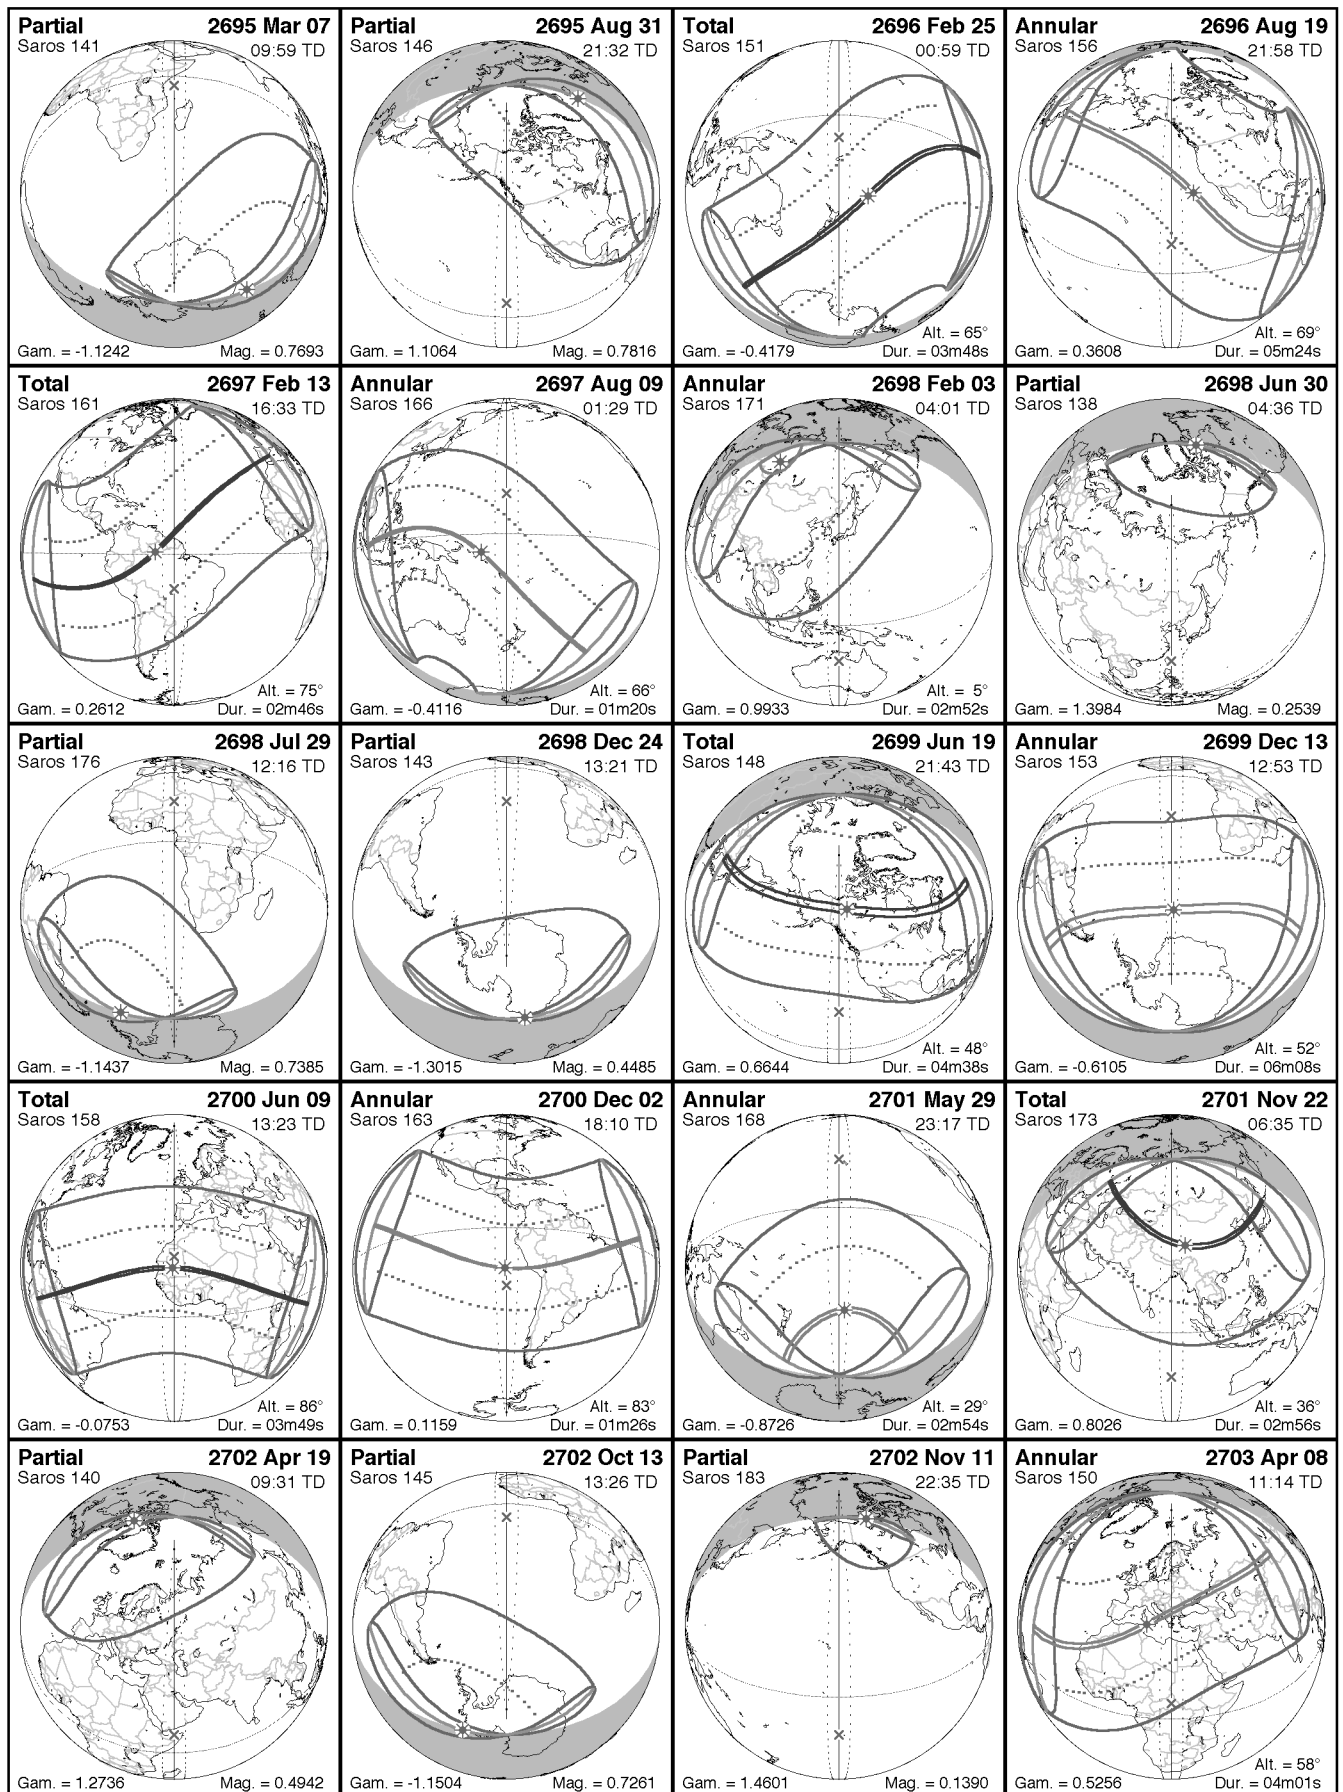 Partial 2695 Mar 07
Saros 141 09:59 TD
Gam. = -1.1242 Mag. = 0.7693
Partial 2695 Aug 31
Saros 146 21:32 TD
Gam. = 1.1064 Mag. = 0.7816
Total 2696 Feb 25
Saros 151 00:59 TD
Alt. = 65°
Gam. = -0.4179 Dur. = 03m48s
Annular 2696 Aug 19
Saros 156 21:58 TD
Alt. = 69°
Gam. = 0.3608 Dur. = 05m24s
Total 2697 Feb 13
Saros 161 16:33 TD
Alt. = 75°
Gam. = 0.2612 Dur. = 02m46s
Annular 2697 Aug 09
Saros 166 01:29 TD
Alt. = 66°
Gam. = -0.4116 Dur. = 01m20s
Annular 2698 Feb 03
Saros 171 04:01 TD
Alt. = 5°
Gam. = 0.9933 Dur. = 02m52s
Partial 2698 Jun 30
Saros 138 04:36 TD
Gam. = 1.3984 Mag. = 0.2539
Partial 2698 Jul 29
Saros 176 12:16 TD
Gam. = -1.1437 Mag. = 0.7385
Partial 2698 Dec 24
Saros 143 13:21 TD
Gam. = -1.3015 Mag. = 0.4485
Total 2699 Jun 19
Saros 148 21:43 TD
Alt. = 48°
Gam. = 0.6644 Dur. = 04m38s
Annular 2699 Dec 13
Saros 153 12:53 TD
Alt. = 52°
Gam. = -0.6105 Dur. = 06m08s
Total 2700 Jun 09
Saros 158 13:23 TD
Alt. = 86°
Gam. = -0.0753 Dur. = 03m49s
Annular 2700 Dec 02
Saros 163 18:10 TD
Alt. = 83°
Gam. = 0.1159 Dur. = 01m26s
Annular 2701 May 29
Saros 168 23:17 TD
Alt. = 29°
Gam. = -0.8726 Dur. = 02m54s
Total 2701 Nov 22
Saros 173 06:35 TD
Alt. = 36°
Gam. = 0.8026 Dur. = 02m56s
Partial 2702 Apr 19
Saros 140 09:31 TD
Gam. = 1.2736 Mag. = 0.4942
Partial 2702 Oct 13
Saros 145 13:26 TD
Gam. = -1.1504 Mag. = 0.7261
Partial 2702 Nov 11
Saros 183 22:35 TD
Gam. = 1.4601 Mag. = 0.1390
Annular 2703 Apr 08
Saros 150 11:14 TD
Alt. = 58°
Gam. = 0.5256 Dur. = 04m01s